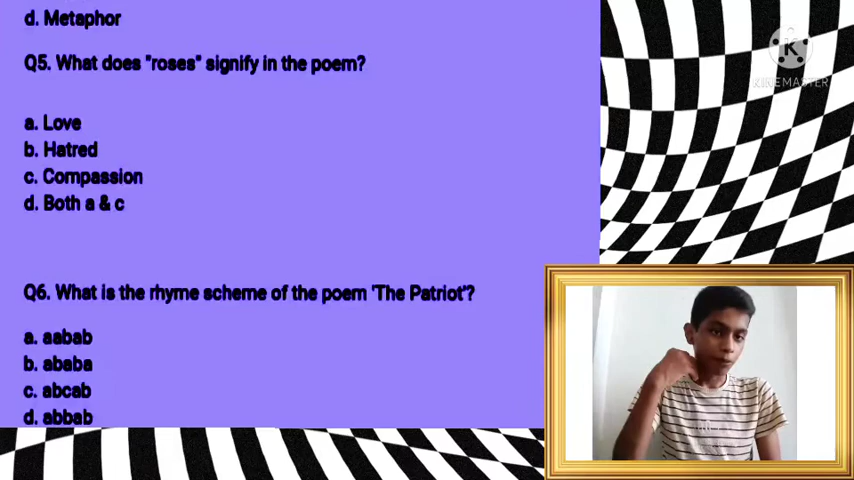 d. Metaphor
Q5. What does "roses" signify in the poem?
a. Love
b. Hatred
c. Compassion
d. Both a & c
Q6. What is the rhyme scheme of the poem 'The Patriot'?
a. aabab
b. ababa
c. abcab
d. abbab
K
KINEMASTER